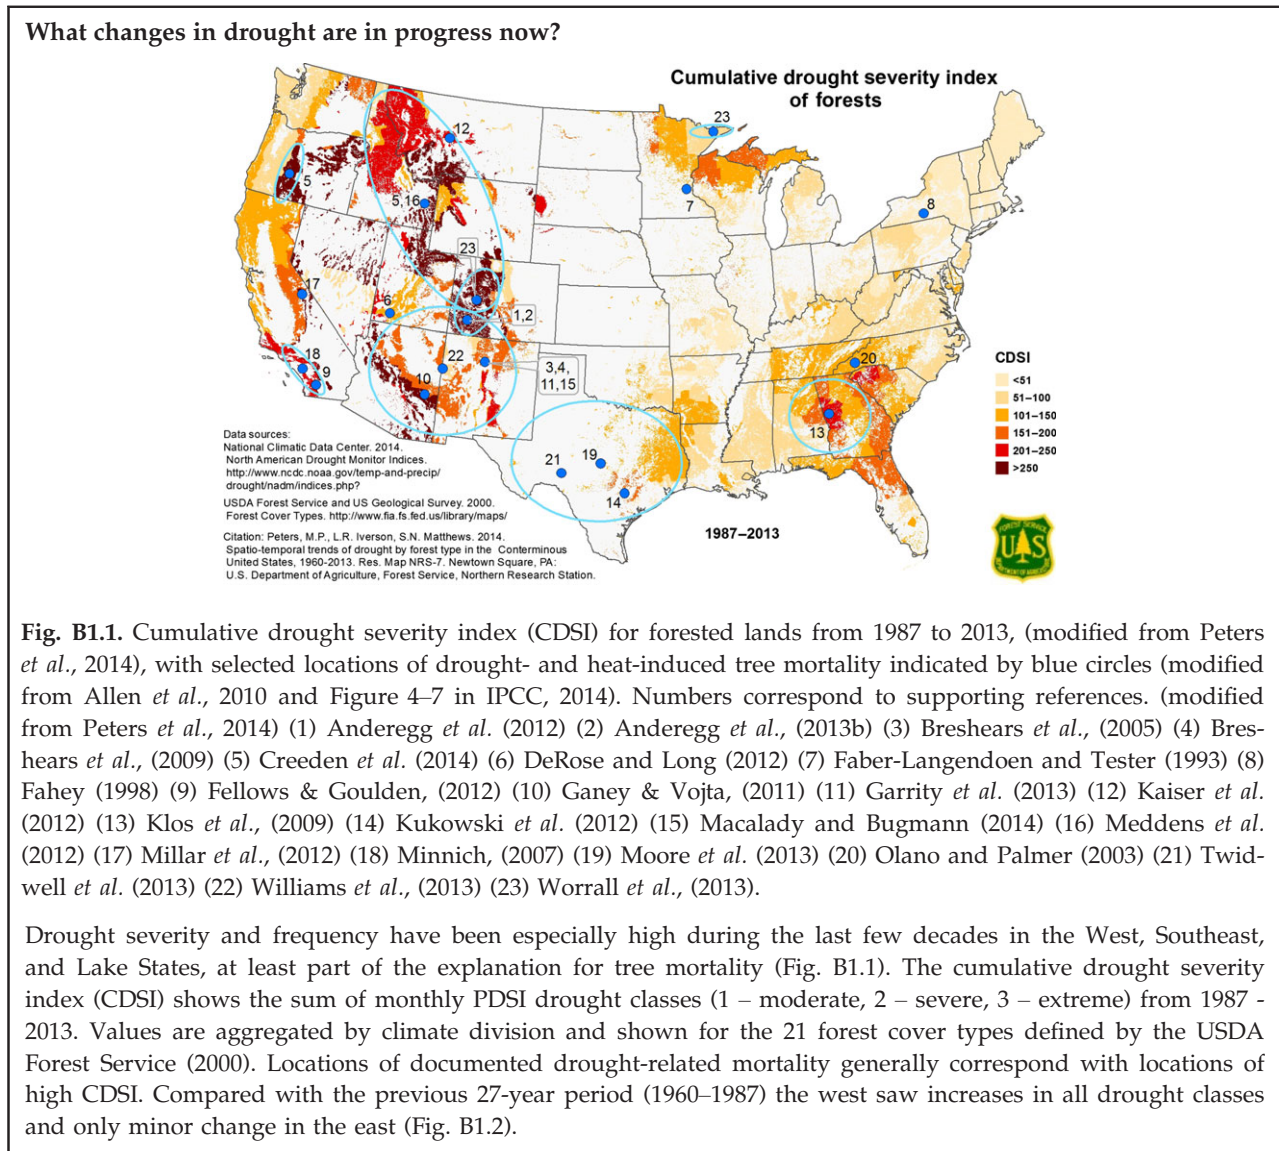 What changes in drought are in progress now?
Cumulative drought severity index
of forests
23
12
5
5,16
7
8
23
17
6
1,2
18
9
22
10
3,4,
11,15
20
13
21
19
14
CDSI
<51
51–100
101–150
151–200
201–250
>250
Data sources:
National Climatic Data Center. 2014.
North American Drought Monitor Indices.
http://www.ncdc.noaa.gov/temp-and-precip/
drought/nadm/indices.php?
USDA Forest Service and US Geological Survey. 2000.
Forest Cover Types. http://www.fia.fs.fed.us/library/maps/
Citation: Peters, M.P., L.R. Iverson, S.N. Matthews. 2014.
Spatio-temporal trends of drought by forest type in the Conterminous
United States, 1960-2013. Res. Map NRS-7. Newtown Square, PA:
U.S. Department of Agriculture, Forest Service, Northern Research Station.
1987–2013
FOREST SERVICE
U S
DEPARTMENT OF AGRICULTURE
Fig. B1.1. Cumulative drought severity index (CDSI) for forested lands from 1987 to 2013, (modified from Peters
et al., 2014), with selected locations of drought- and heat-induced tree mortality indicated by blue circles (modified
from Allen et al., 2010 and Figure 4–7 in IPCC, 2014). Numbers correspond to supporting references. (modified
from Peters et al., 2014) (1) Anderegg et al. (2012) (2) Anderegg et al., (2013b) (3) Breshears et al., (2005) (4) Bres-
hears et al., (2009) (5) Creeden et al. (2014) (6) DeRose and Long (2012) (7) Faber-Langendoen and Tester (1993) (8)
Fahey (1998) (9) Fellows & Goulden, (2012) (10) Ganey & Vojta, (2011) (11) Garrity et al. (2013) (12) Kaiser et al.
(2012) (13) Klos et al., (2009) (14) Kukowski et al. (2012) (15) Macalady and Bugmann (2014) (16) Meddens et al.
(2012) (17) Millar et al., (2012) (18) Minnich, (2007) (19) Moore et al. (2013) (20) Olano and Palmer (2003) (21) Twid-
well et al. (2013) (22) Williams et al., (2013) (23) Worrall et al., (2013).
Drought severity and frequency have been especially high during the last few decades in the West, Southeast,
and Lake States, at least part of the explanation for tree mortality (Fig. B1.1). The cumulative drought severity
index (CDSI) shows the sum of monthly PDSI drought classes (1 – moderate, 2 – severe, 3 – extreme) from 1987 -
2013. Values are aggregated by climate division and shown for the 21 forest cover types defined by the USDA
Forest Service (2000). Locations of documented drought-related mortality generally correspond with locations of
high CDSI. Compared with the previous 27-year period (1960–1987) the west saw increases in all drought classes
and only minor change in the east (Fig. B1.2).